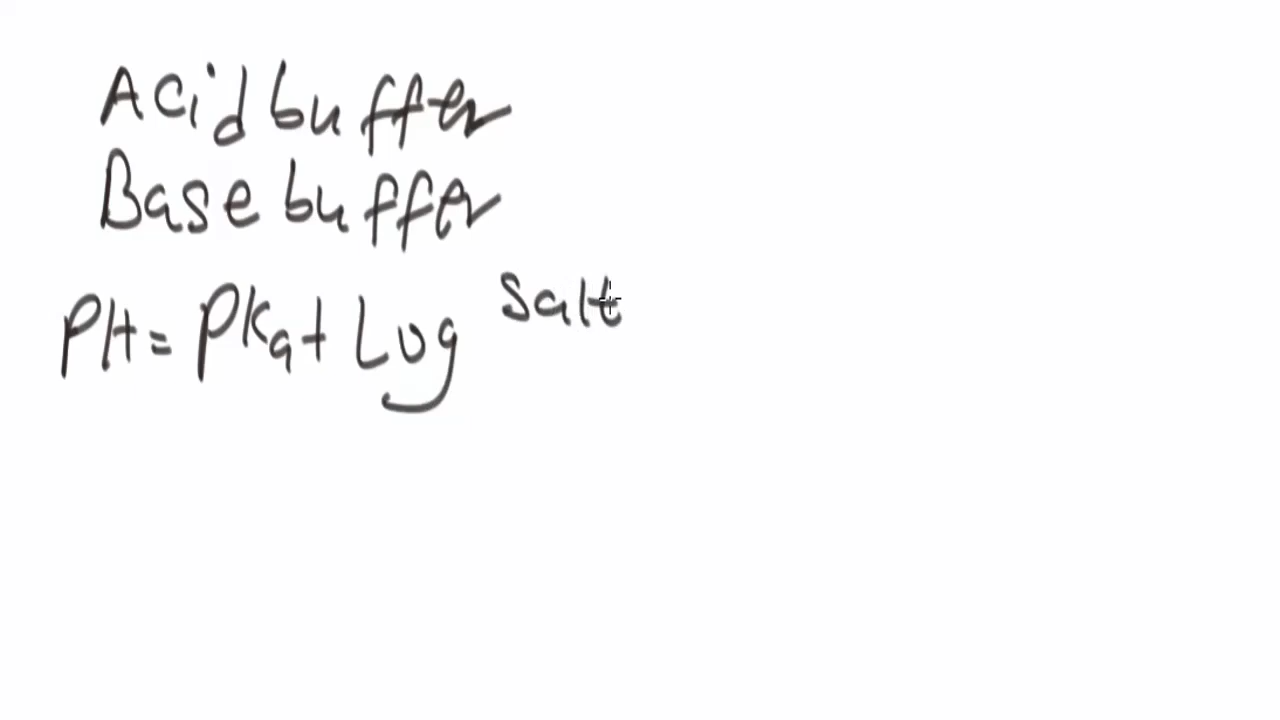 Acid buffer
Base buffer
PH = PKa + Log Salt